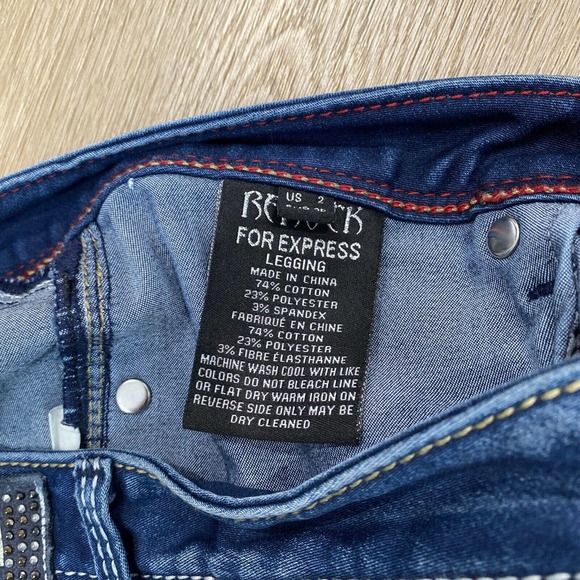 US 2
FOR EXPRESS
LEGGING
MADE IN CHINA
74% COTTON
23% POLYESTER
3% SPANDEX
FABRIQUÉ EN CHINE
74% COTTON
23% POLYESTER
3% FIBRE ÉLASTHANNE
MACHINE WASH COOL WITH LIKE
COLORS DO NOT BLEACH LINE
OR FLAT DRY WARM IRON ON
REVERSE SIDE ONLY MAY BE
DRY CLEANED